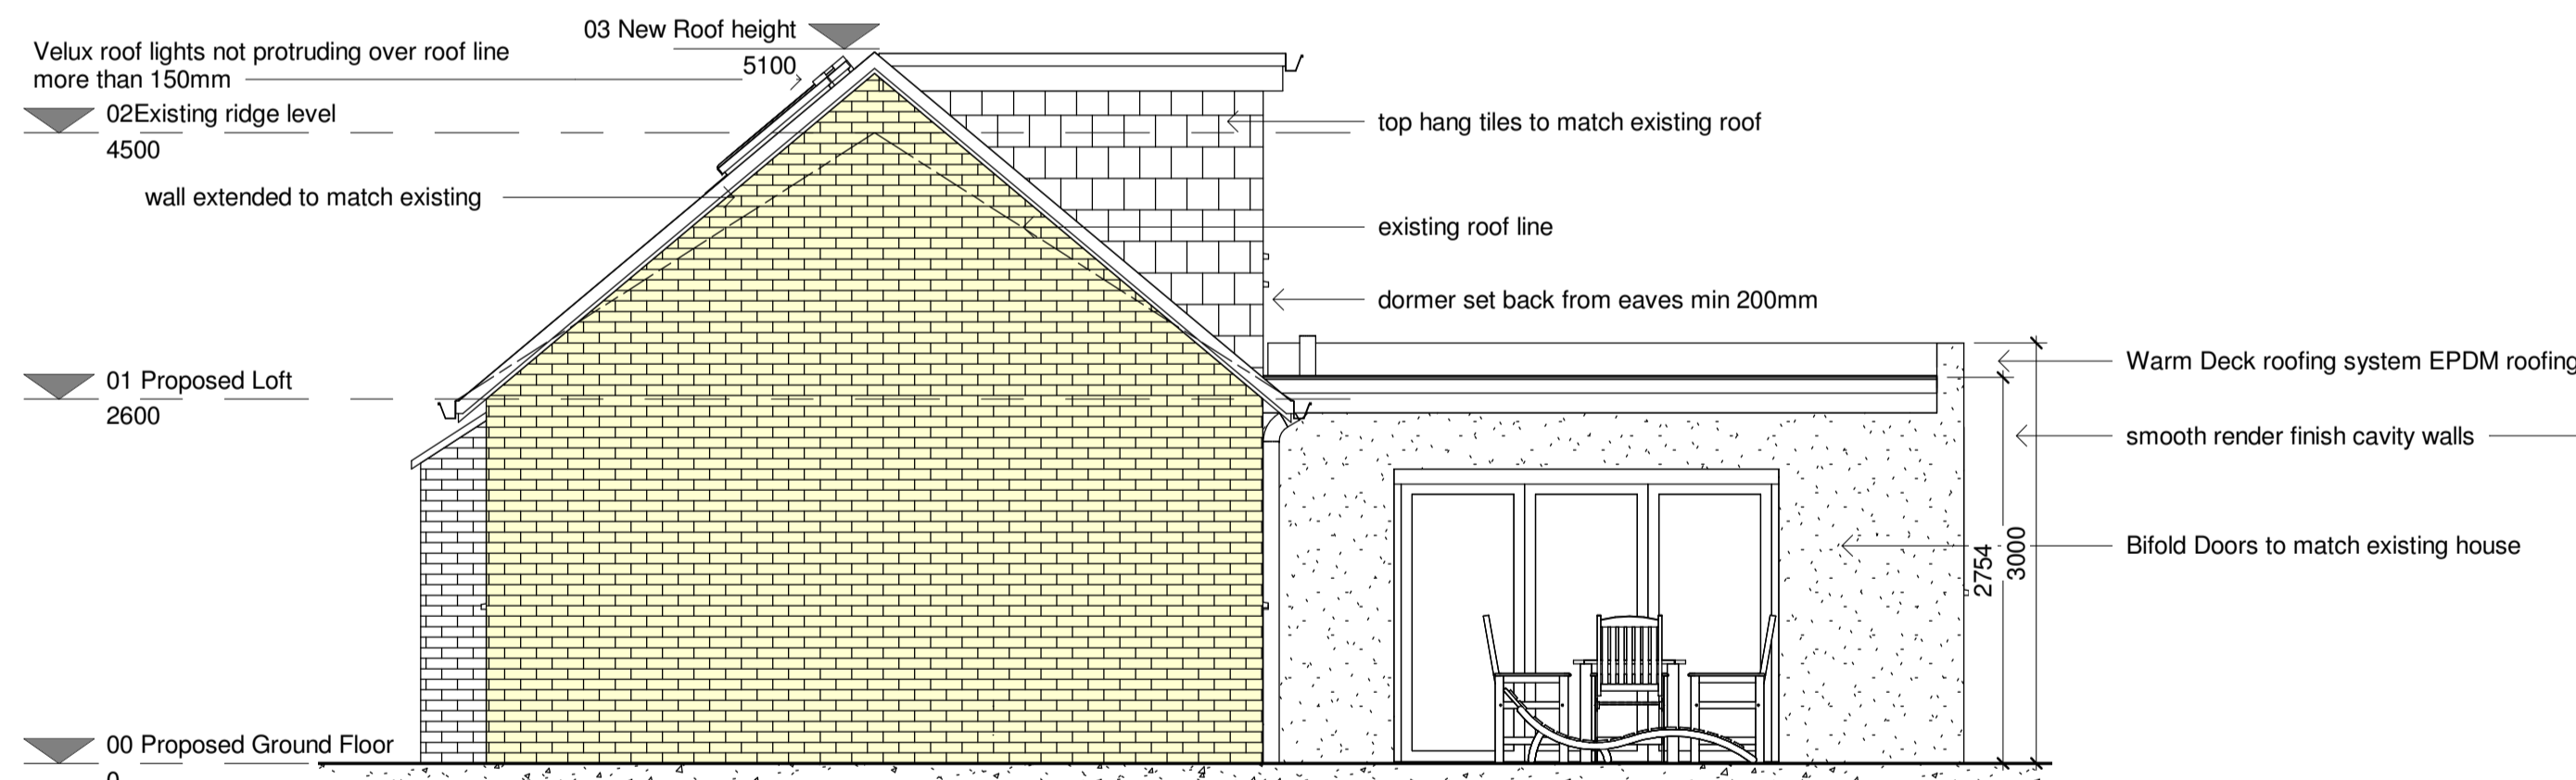 03 New Roof height
5100
Velux roof lights not protruding over roof line
more than 150mm
02Existing ridge level
4500
wall extended to match existing
01 Proposed Loft
2600
00 Proposed Ground Floor
top hang tiles to match existing roof
existing roof line
dormer set back from eaves min 200mm
Warm Deck roofing system EPDM roofing
smooth render finish cavity walls
Bifold Doors to match existing house
2754
3000